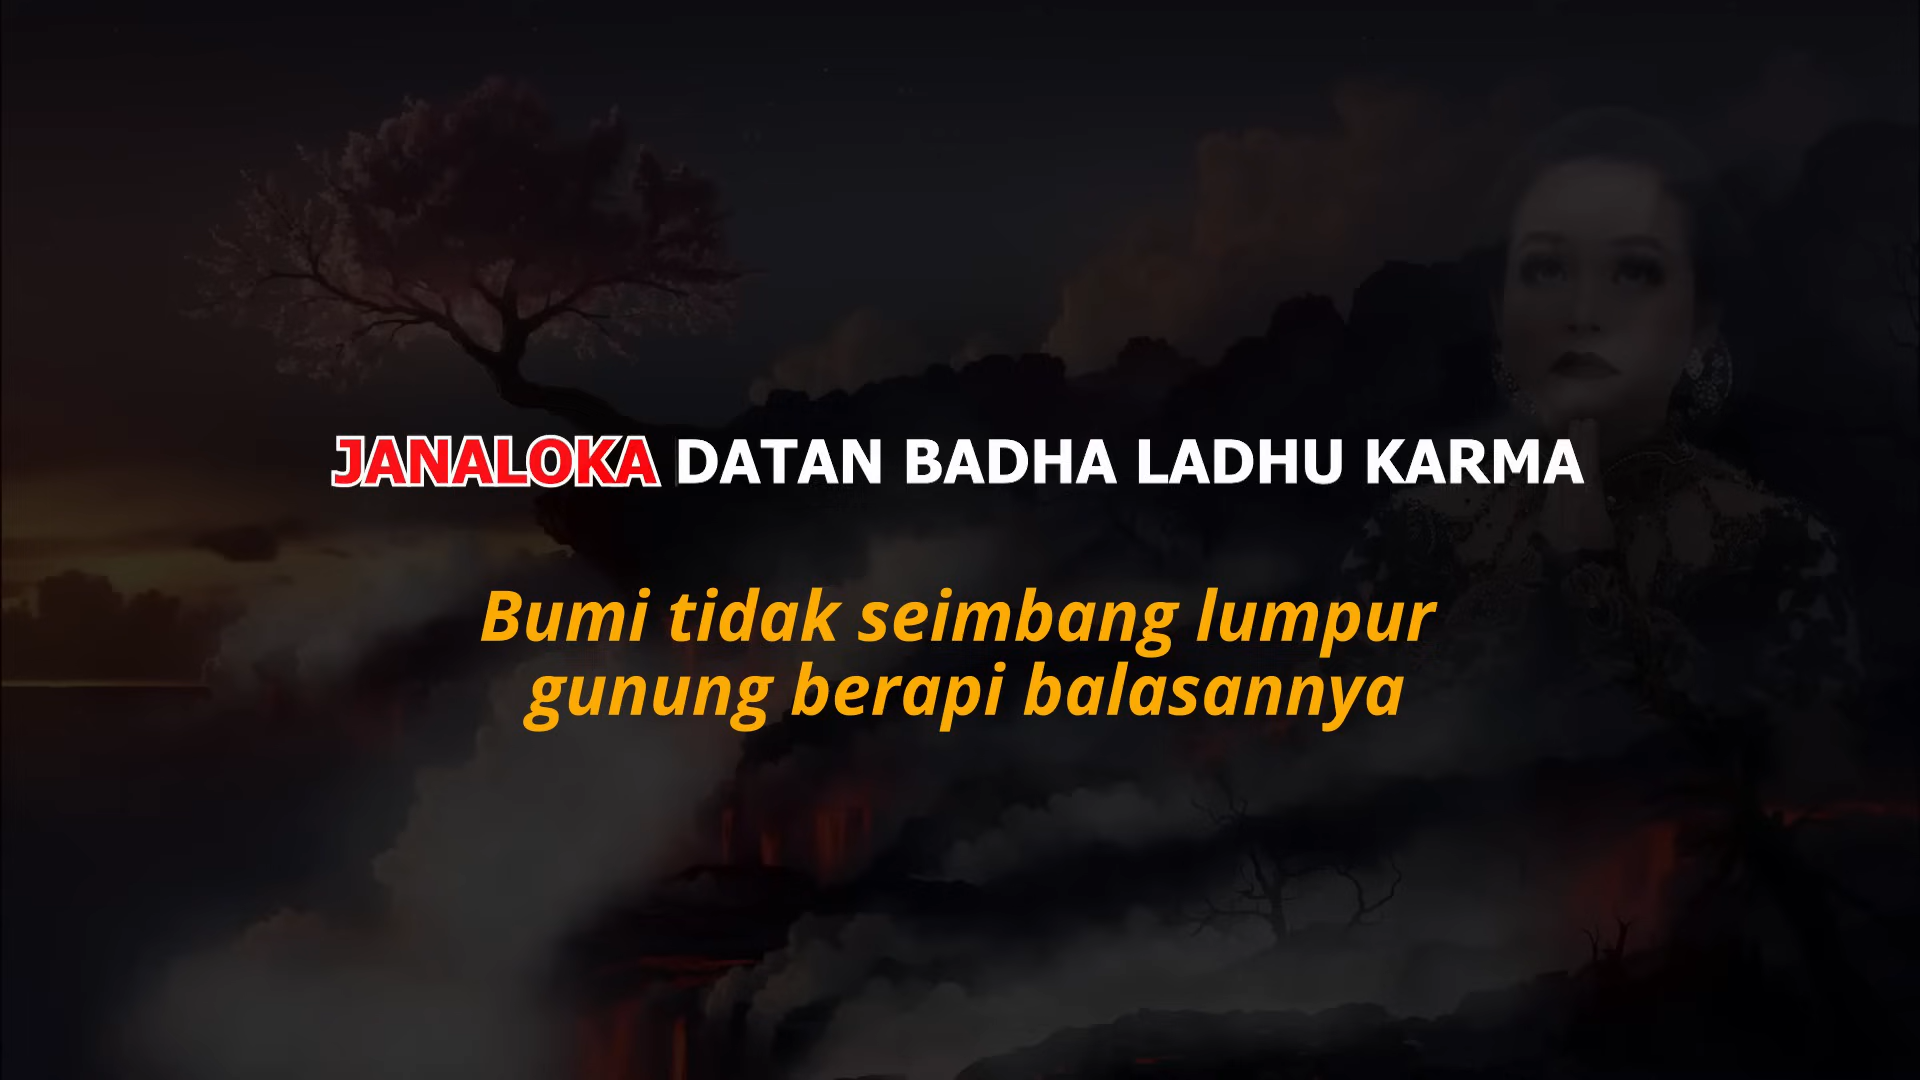 JANALOKA DATAN BADHA LADHU KARMA
Bumi tidak seimbang lumpur
gunung berapi balasannya